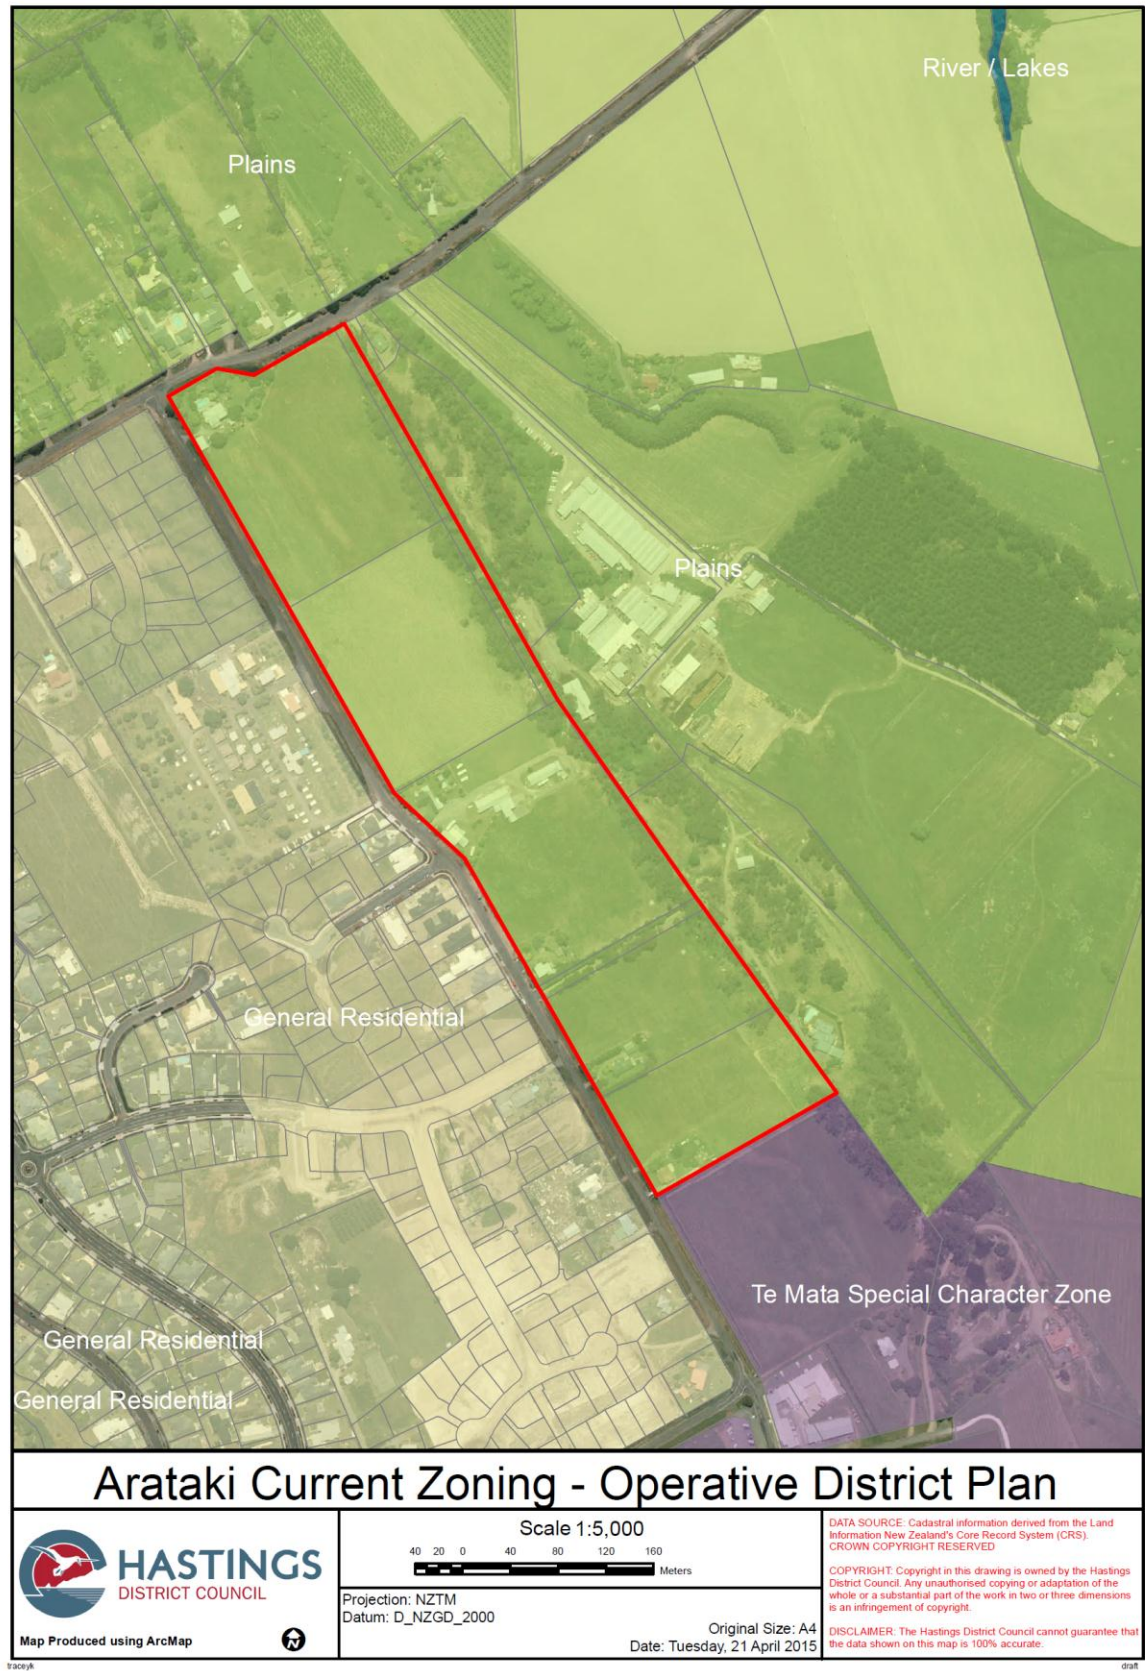 River / Lakes
Plains
Plains
General Residential
Te Mata Special Character Zone
General Residential
General Residential
Arataki Current Zoning - Operative District Plan
HASTINGS
DISTRICT COUNCIL
Map Produced using ArcMap
N
Scale 1:5,000
40 20 0 40 80 120 160
Meters
Projection: NZTM
Datum: D_NZGD_2000
Original Size: A4
Date: Tuesday, 21 April 2015
DATA SOURCE: Cadastral information derived from the Land
Information New Zealand's Core Record System (CRS).
CROWN COPYRIGHT RESERVED
COPYRIGHT: Copyright in this drawing is owned by the Hastings
District Council. Any unauthorised copying or adaptation of the
whole or a substantial part of the work in two or three dimensions
is an infringement of copyright.
DISCLAIMER: The Hastings District Council cannot guarantee that
the data shown on this map is 100% accurate.
traceyk
draft